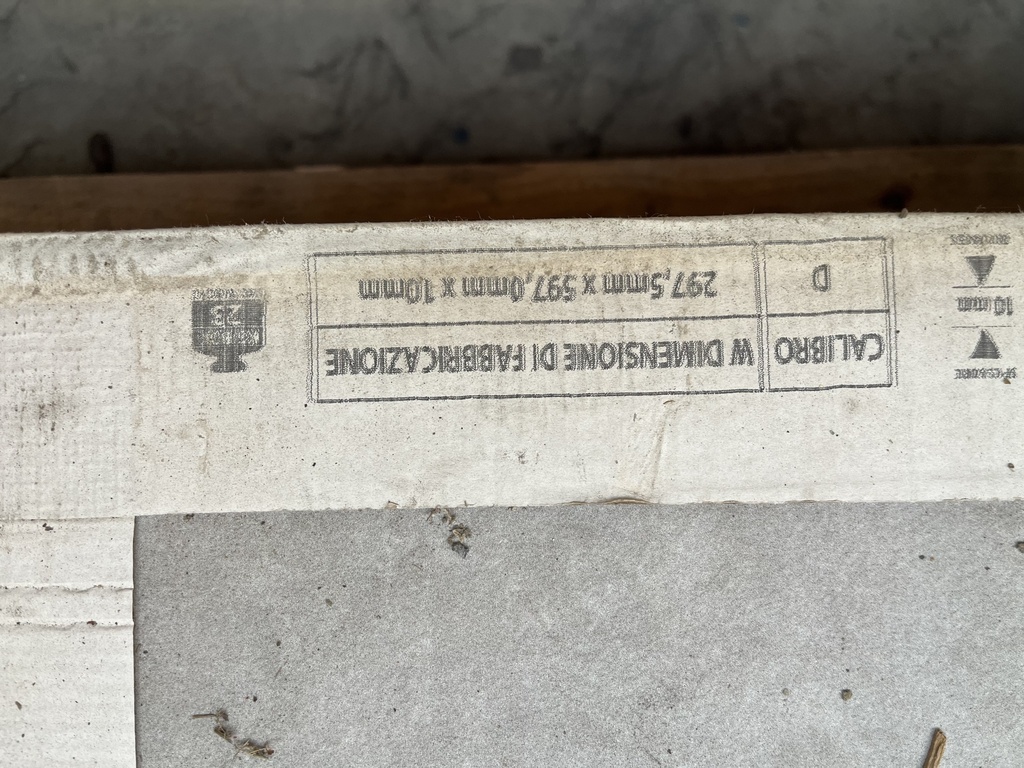 CALIBRO W DIMENSIONE DI FABBRICAZIONE
D 297,5mm x 597,0mm x 10mm
SPESSORE
10 mm
23